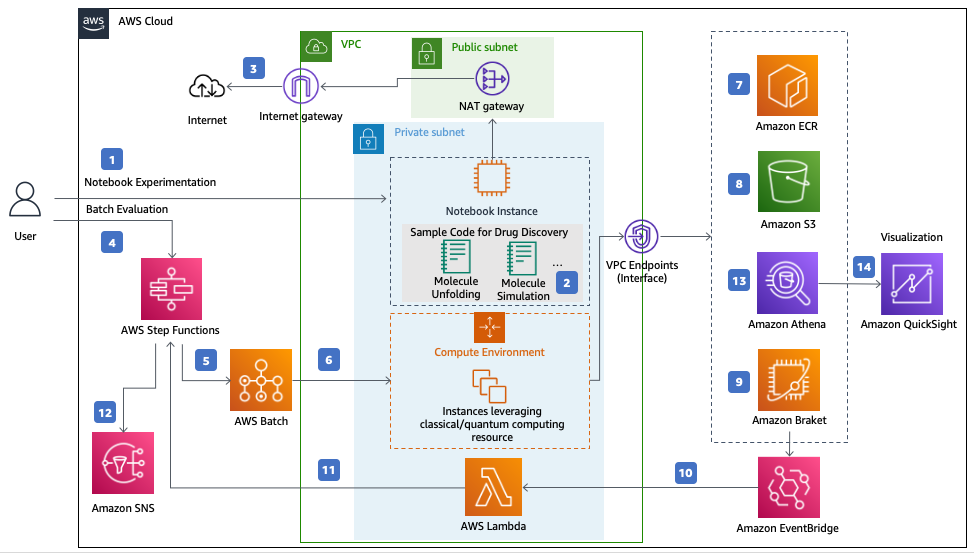 aws
AWS Cloud
VPC
Public subnet
NAT gateway
3
Internet
Internet gateway
Private subnet
1
Notebook Experimentation
Batch Evaluation
User
4
Notebook Instance
Sample Code for Drug Discovery
Molecule
Unfolding
Molecule
Simulation
...
2
VPC Endpoints
(Interface)
7
Amazon ECR
8
Amazon S3
13
Amazon Athena
Visualization
14
Amazon QuickSight
AWS Step Functions
5
AWS Batch
6
Compute Environment
Instances leveraging
classical/quantum computing
resource
9
Amazon Braket
12
Amazon SNS
11
AWS Lambda
10
Amazon EventBridge